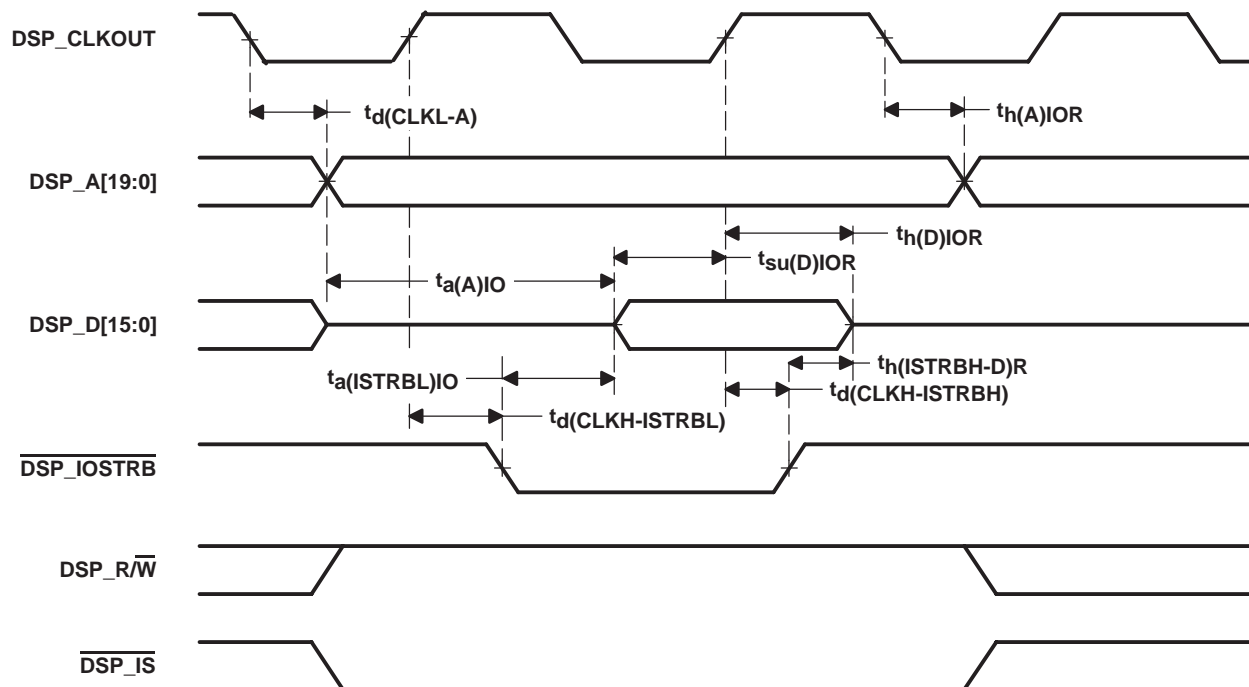 DSP_CLKOUT
td(CLKL-A)
th(A)IOR
DSP_A[19:0]
th(D)IOR
tsu(D)IOR
ta(A)IO
DSP_D[15:0]
th(ISTRBH-D)R
ta(ISTRBL)IO
td(CLKH-ISTRBH)
td(CLKH-ISTRBL)
DSP_IOSTRB
DSP_R/W
DSP_IS